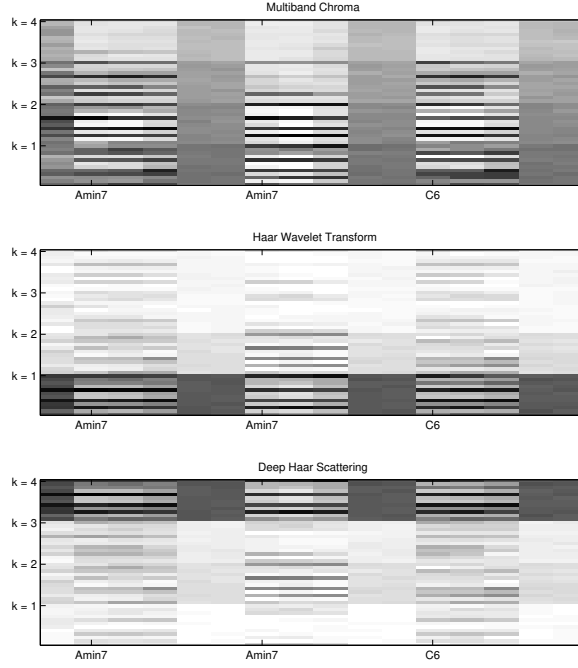 Multiband Chroma
k = 4
k = 3
k = 2
k = 1
Amin7 Amin7 C6
Haar Wavelet Transform
k = 4
k = 3
k = 2
k = 1
Amin7 Amin7 C6
Deep Haar Scattering
k = 4
k = 3
k = 2
k = 1
Amin7 Amin7 C6